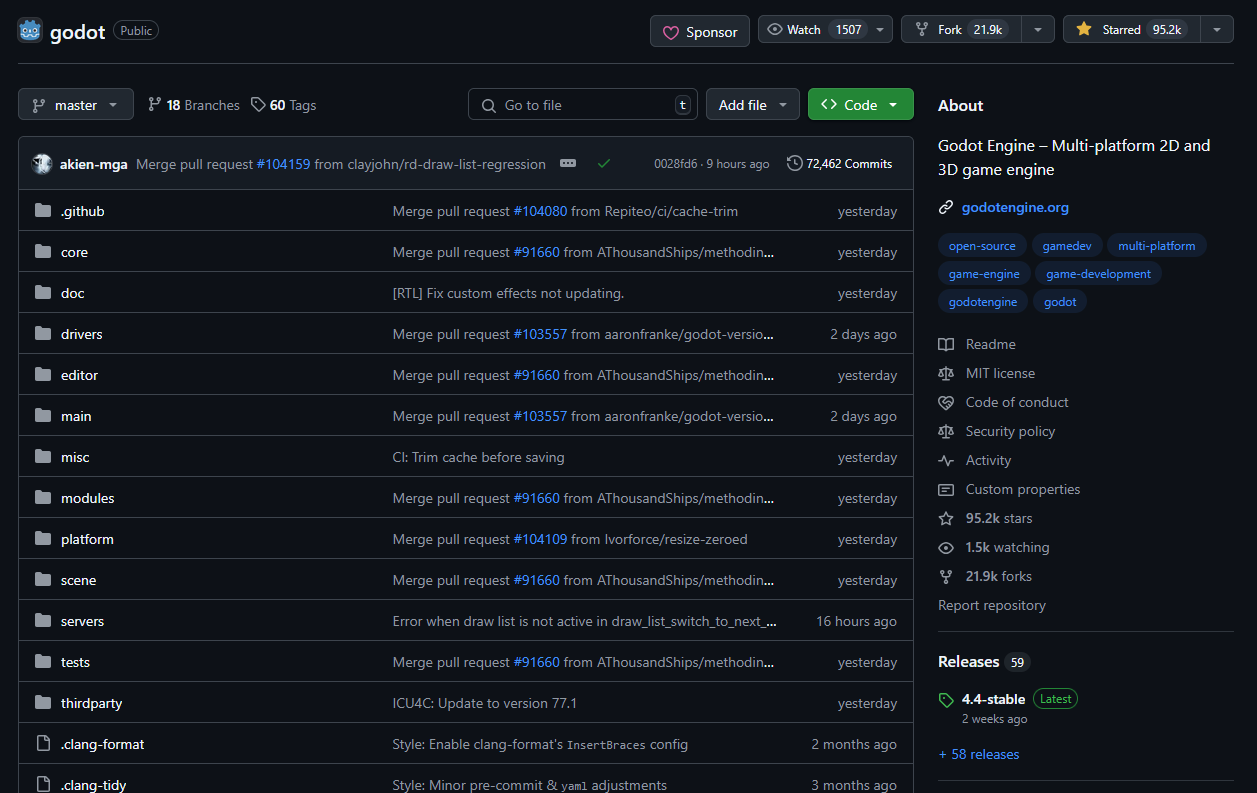 godot Public Sponsor Watch 1507 Fork 21.9k Starred 95.2k
master 18 Branches 60 Tags Go to file t Add file Code
akien-mga Merge pull request #104159 from clayjohn/rd-draw-list-regression 0028fd6 · 9 hours ago 72,462 Commits
.github Merge pull request #104080 from Repiteo/ci/cache-trim yesterday
core Merge pull request #91660 from AThousandShips/methodin... yesterday
doc [RTL] Fix custom effects not updating. yesterday
drivers Merge pull request #103557 from aaronfranke/godot-versio... 2 days ago
editor Merge pull request #91660 from AThousandShips/methodin... yesterday
main Merge pull request #103557 from aaronfranke/godot-versio... 2 days ago
misc CI: Trim cache before saving yesterday
modules Merge pull request #91660 from AThousandShips/methodin... yesterday
platform Merge pull request #104109 from Ivorforce/resize-zeroed yesterday
scene Merge pull request #91660 from AThousandShips/methodin... yesterday
servers Error when draw list is not active in draw_list_switch_to_next_... 16 hours ago
tests Merge pull request #91660 from AThousandShips/methodin... yesterday
thirdparty ICU4C: Update to version 77.1 yesterday
.clang-format Style: Enable clang-format's InsertBraces config 2 months ago
.clang-tidy Style: Minor pre-commit & yaml adjustments 3 months ago
About
Godot Engine – Multi-platform 2D and
3D game engine
godotengine.org
open-source gamedev multi-platform
game-engine game-development
godotengine godot
Readme
MIT license
Code of conduct
Security policy
Activity
Custom properties
95.2k stars
1.5k watching
21.9k forks
Report repository
Releases 59
4.4-stable Latest
2 weeks ago
+ 58 releases